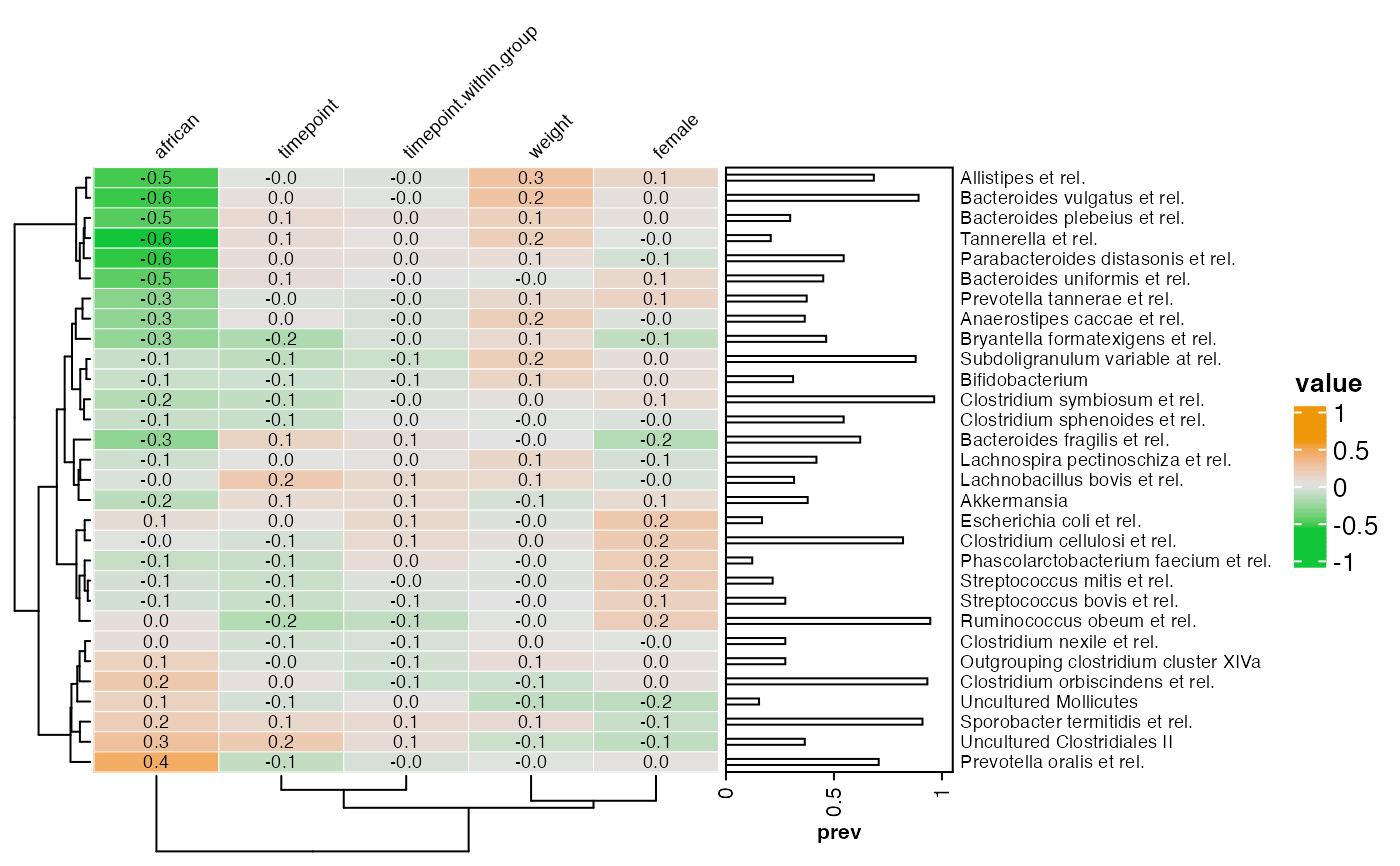 african timepoint timepoint.within.group weight female
-0.5 -0.0 -0.0 0.3 0.1 Allistipes et rel.
-0.6 0.0 -0.0 0.2 0.0 Bacteroides vulgatus et rel.
-0.5 0.1 0.0 0.1 0.0 Bacteroides plebeius et rel.
-0.6 0.1 0.0 0.2 -0.0 Tannerella et rel.
-0.6 0.0 0.0 0.1 -0.1 Parabacteroides distasonis et rel.
-0.5 0.1 -0.0 -0.0 0.1 Bacteroides uniformis et rel.
-0.3 -0.0 -0.0 0.1 0.1 Prevotella tannerae et rel.
-0.3 0.0 -0.0 0.2 -0.0 Anaerostipes caccae et rel.
-0.3 -0.2 -0.0 0.1 -0.1 Bryantella formatexigens et rel.
-0.1 -0.1 -0.1 0.2 0.0 Subdoligranulum variable at rel.
-0.1 -0.1 -0.1 0.1 0.0 Bifidobacterium
-0.2 -0.1 -0.0 0.0 0.1 Clostridium symbiosum et rel.
-0.1 -0.1 0.0 -0.0 -0.0 Clostridium sphenoides et rel.
-0.3 0.1 0.1 -0.0 -0.2 Bacteroides fragilis et rel.
-0.1 0.0 0.0 0.1 -0.1 Lachnospira pectinoschiza et rel.
-0.0 0.2 0.1 0.1 -0.0 Lachnobacillus bovis et rel.
-0.2 0.1 0.1 -0.1 0.1 Akkermansia
0.1 0.0 0.1 -0.0 0.2 Escherichia coli et rel.
-0.0 -0.1 0.1 0.0 0.2 Clostridium cellulosi et rel.
-0.1 -0.1 0.0 -0.0 0.2 Phascolarctobacterium faecium et rel.
-0.1 -0.1 -0.0 -0.0 0.2 Streptococcus mitis et rel.
-0.1 -0.1 -0.1 -0.0 0.1 Streptococcus bovis et rel.
0.0 -0.2 -0.1 -0.0 0.2 Ruminococcus obeum et rel.
0.0 -0.1 -0.1 0.0 -0.0 Clostridium nexile et rel.
0.1 -0.0 -0.1 0.1 0.0 Outgrouping clostridium cluster XIVa
0.2 0.0 -0.1 -0.1 0.0 Clostridium orbiscindens et rel.
0.1 -0.1 0.0 -0.1 -0.2 Uncultured Mollicutes
0.2 0.1 0.1 0.1 -0.1 Sporobacter termitidis et rel.
0.3 0.2 0.1 -0.1 -0.1 Uncultured Clostridiales II
0.4 -0.1 -0.0 -0.0 0.0 Prevotella oralis et rel.
0 0.5 1
prev
value
1
0.5
0
-0.5
-1